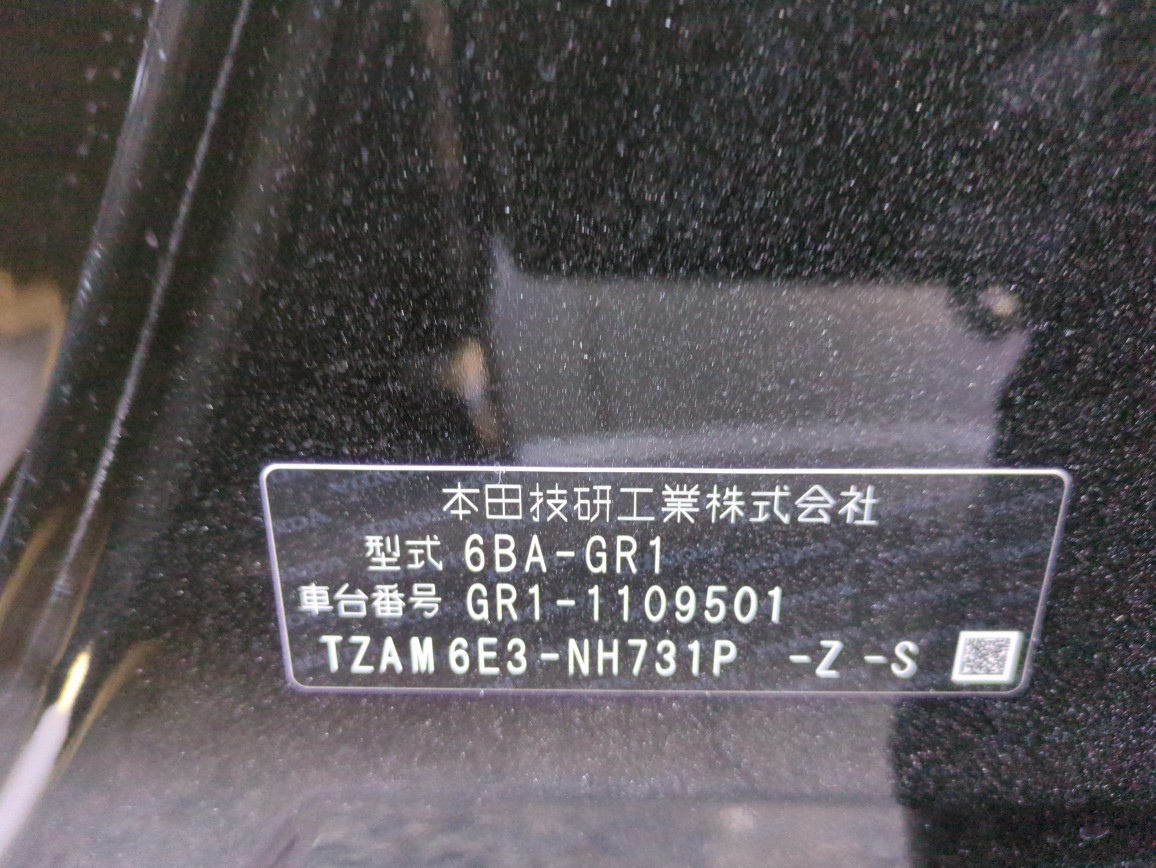 本田技研工業株式会社
型式 6BA-GR1
車台番号 GR1-1109501
TZAM6E3-NH731P -Z -S